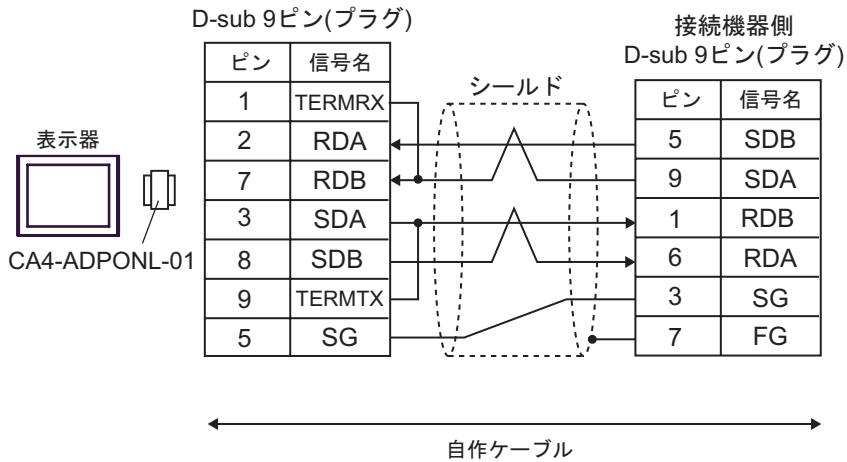 D-sub 9ピン(プラグ)
接続機器側
D-sub 9ピン(プラグ)
ピン 信号名
1 TERMRX
2 RDA
7 RDB
3 SDA
8 SDB
9 TERMTX
5 SG
シールド
ピン 信号名
5 SDB
9 SDA
1 RDB
6 RDA
3 SG
7 FG
表示器
CA4-ADPONL-01
自作ケーブル